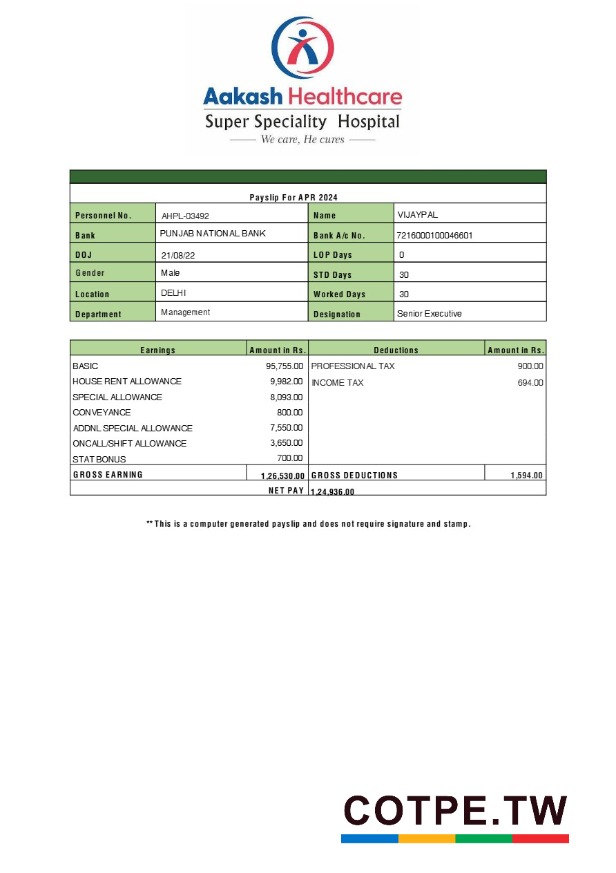 Aakash Healthcare
Super Speciality Hospital
We care, He cures
Payslip For APR 2024
Personnel No. AHPL-03492 Name VIJAYPAL
Bank PUNJAB NATIONAL BANK Bank A/c No. 7216000100046601
DOJ 21/08/22 LOP Days 0
Gender Male STD Days 30
Location DELHI Worked Days 30
Department Management Designation Senior Executive
Earnings Amount in Rs. Deductions Amount in Rs.
BASIC 95,755.00 PROFESSIONAL TAX 900.00
HOUSE RENT ALLOWANCE 9,982.00 INCOME TAX 694.00
SPECIAL ALLOWANCE 8,093.00
CONVEYANCE 800.00
ADDNL SPECIAL ALLOWANCE 7,550.00
ONCALL/SHIFT ALLOWANCE 3,650.00
STAT BONUS 700.00
GROSS EARNING 1,26,530.00 GROSS DEDUCTIONS 1,594.00
NET PAY 1,24,936.00
**This is a computer generated payslip and does not require signature and stamp.
COTPE.TW